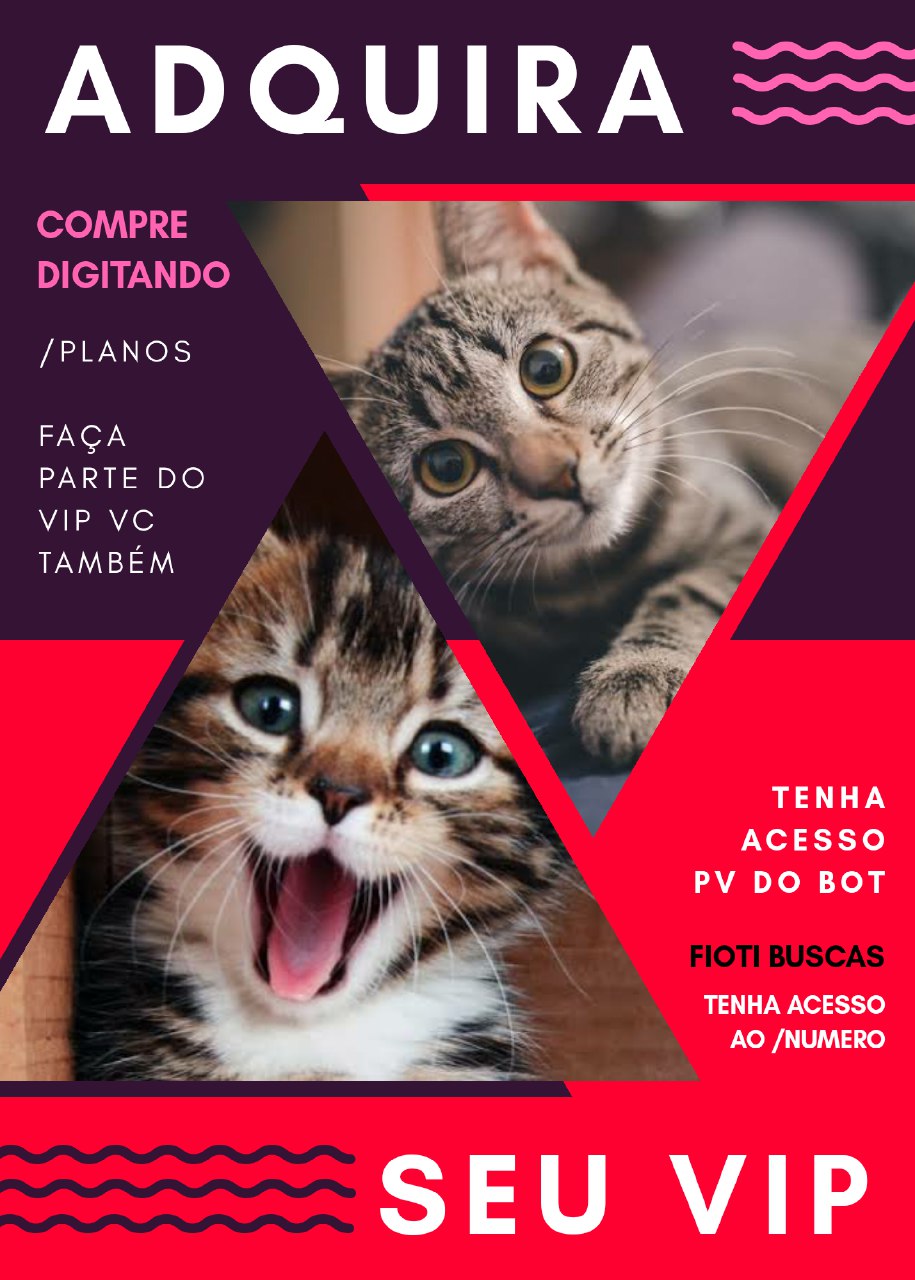 ADQUIRA
COMPRE
DIGITANDO
/PLANOS
FAÇA
PARTE DO
VIP VC
TAMBÉM
TENHA
ACESSO
PV DO BOT
FIOTI BUSCAS
TENHA ACESSO
AO /NUMERO
SEU VIP